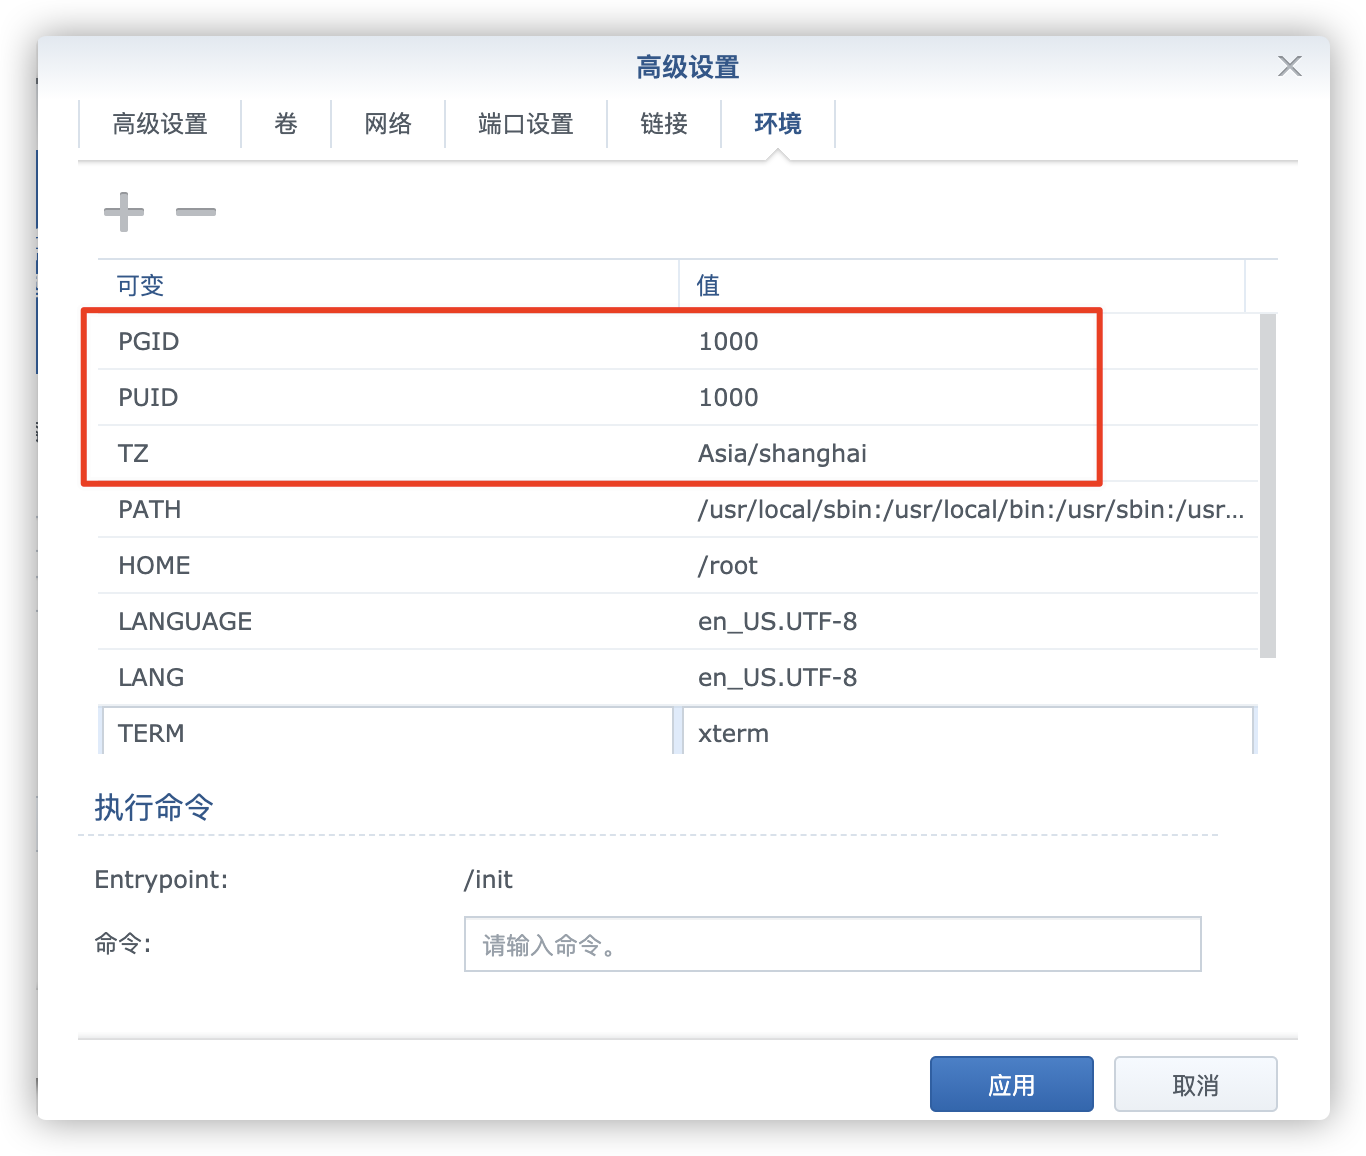 高级设置
高级设置 卷 网络 端口设置 链接 环境
可变 值
PGID 1000
PUID 1000
TZ Asia/shanghai
PATH /usr/local/sbin:/usr/local/bin:/usr/sbin:/usr...
HOME /root
LANGUAGE en_US.UTF-8
LANG en_US.UTF-8
TERM xterm
执行命令
Entrypoint: /init
命令: 请输入命令。
应用 取消